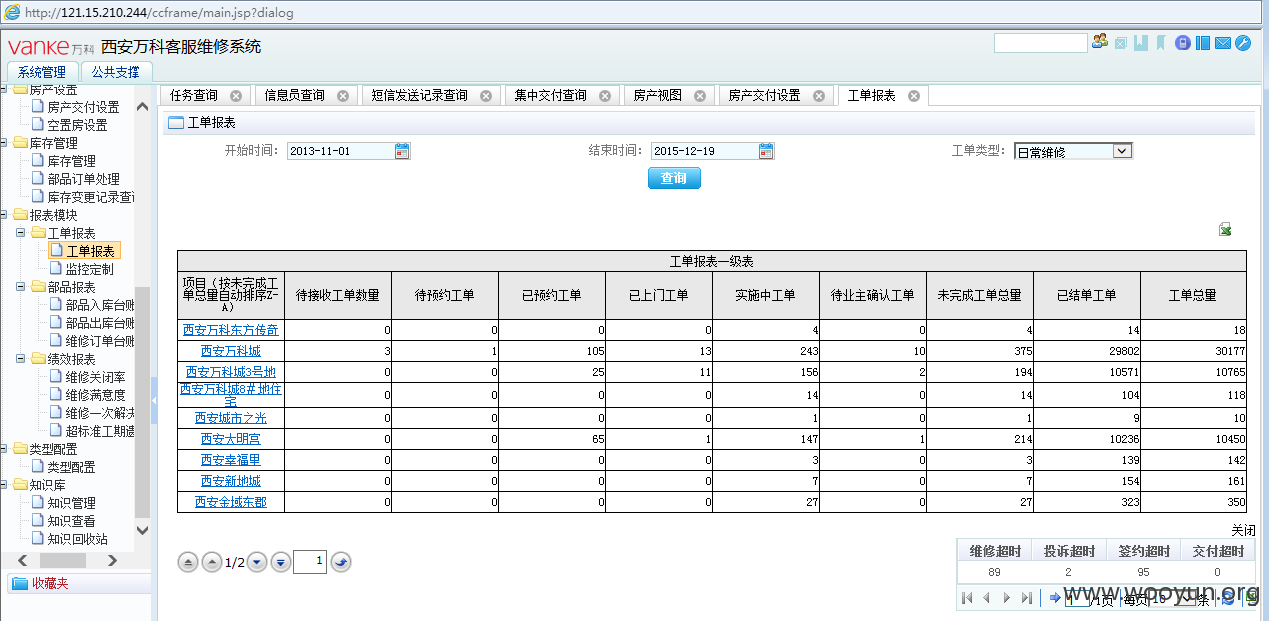 http://121.15.210.244/ccframe/main.jsp?dialog
vanke 万科 西安万科客服维修系统
系统管理 公共支撑
房产设置
房产交付设置
空置房设置
库存管理
库存管理
部品订单处理
库存变更记录查询
报表模块
工单报表
工单报表
监控定制
部品报表
部品入库台账
部品出库台账
维修订单台账
绩效报表
维修关闭率
维修满意度
维修一次解决
超标准工期遗
类型配置
类型配置
知识库
知识管理
知识查看
知识回收站
收藏夹
任务查询 信息员查询 短信发送记录查询 集中交付查询 房产视图 房产交付设置 工单报表
工单报表
开始时间: 2013-11-01 结束时间: 2015-12-19 工单类型: 日常维修
查询
工单报表一级表
项目（按未完成工单总量自动排序Z-A） 待接收工单数量 待预约工单 已预约工单 已上门工单 实施中工单 待业主确认工单 未完成工单总量 已结单工单 工单总量
西安万科东方传奇 0 0 0 0 4 0 4 14 18
西安万科城 3 1 105 13 243 10 375 29802 30177
西安万科城3号地 0 0 25 11 156 2 194 10571 10765
西安万科城8＃地住宅 0 0 0 0 14 0 14 104 118
西安城市之光 0 0 0 0 1 0 1 9 10
西安大明宫 0 0 65 1 147 1 214 10236 10450
西安幸福里 0 0 0 0 3 0 3 139 142
西安新地城 0 0 0 0 7 0 7 154 161
西安金域东郡 0 0 0 0 27 0 27 323 350
1/2 1
关闭
维修超时 投诉超时 签约超时 交付超时
89 2 95 0
1 /1页 每页 10 条
www.wooyun.org